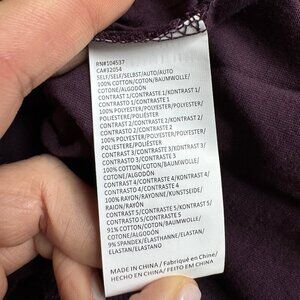 RN#104537
CA#32054
SELF/SELF/SELBST/AUTO/AUTO
100% COTTON/COTON/BAUMWOLLE/
COTONE/ALGODÓN
CONTRAST 1/CONTRASTE 1/KONTRAST 1/
CONTRASTO 1/CONTRASTE 1
100% POLYESTER/POLYESTER/POLYESTER/
POLIESTERE/POLIÉSTER
CONTRAST 2/CONTRASTE 2/KONTRAST 2/
CONTRASTO 2/CONTRASTE 2
100% POLYESTER/POLYESTER/POLYESTER/
POLIESTERE/POLIÉSTER
CONTRAST 3/CONTRASTE 3/KONTRAST 3/
CONTRASTO 3/CONTRASTE 3
100% COTTON/COTON/BAUMWOLLE/
COTONE/ALGODÓN
CONTRAST 4/CONTRASTE 4/KONTRAST 4/
CONTRASTO 4/CONTRASTE 4
100% RAYON/RAYONNE/KUNSTSEIDE/
RAION/RAYÓN
CONTRAST 5/CONTRASTE 5/KONTRAST 5/
CONTRASTO 5/CONTRASTE 5
91% COTTON/COTON/BAUMWOLLE/
COTONE/ALGODÓN
9% SPANDEX/ÉLASTHANNE/ELASTAN/
ELASTAN/ELASTANO
MADE IN CHINA / Fabriqué en Chine/
HECHO EN CHINA/ FEITO EM CHINA